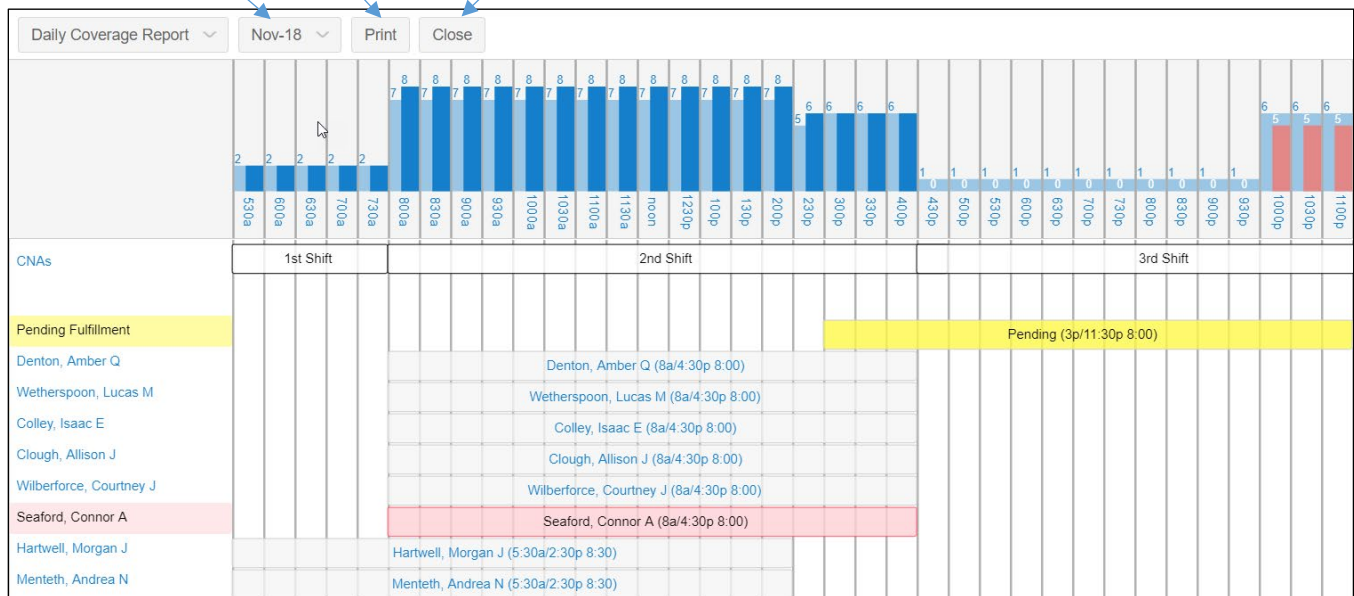 Daily Coverage Report
Nov-18
Print
Close
8 8 8 8 8 8 8 8 8 8 8 8 8
7 7 7 7 7 7 7 7 7 7 7 7 7
6 6 6 6 6 6 6
5 5 5 5
2 2 2 2 2
1 1 1 1 1 1 1 1 1 1 1
0 0 0 0 0 0 0 0 0 0 0
530a 600a 630a 700a 730a 800a 830a 900a 930a 1000a 1030a 1100a 1130a noon 1230p 100p 130p 200p 230p 300p 330p 400p 430p 500p 530p 600p 630p 700p 730p 800p 830p 900p 930p 1000p 1030p 1100p
CNAs 1st Shift 2nd Shift 3rd Shift
Pending Fulfillment Pending (3p/11:30p 8:00)
Denton, Amber Q Denton, Amber Q (8a/4:30p 8:00)
Wetherspoon, Lucas M Wetherspoon, Lucas M (8a/4:30p 8:00)
Colley, Isaac E Colley, Isaac E (8a/4:30p 8:00)
Clough, Allison J Clough, Allison J (8a/4:30p 8:00)
Wilberforce, Courtney J Wilberforce, Courtney J (8a/4:30p 8:00)
Seaford, Connor A Seaford, Connor A (8a/4:30p 8:00)
Hartwell, Morgan J Hartwell, Morgan J (5:30a/2:30p 8:30)
Menteth, Andrea N Menteth, Andrea N (5:30a/2:30p 8:30)